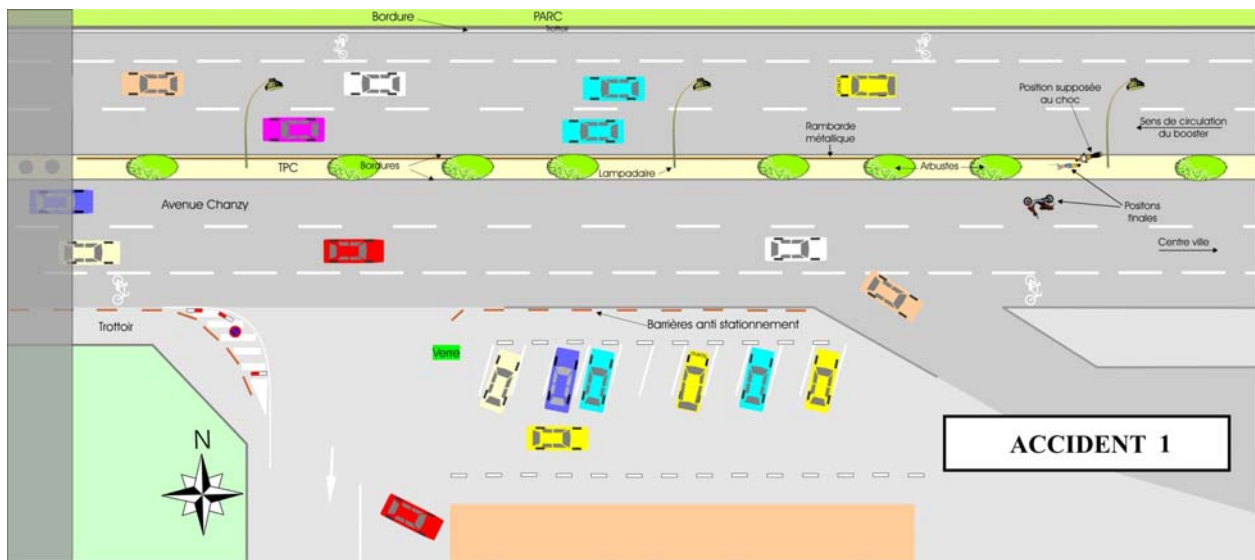 Bordure
PARC
Trottoir
Position supposée
au choc
Sens de circulation
du booster
Rambarde
métallique
TPC
Bordures
Lampadaire
Arbustes
Avenue Chanzy
Positons
finales
Centre ville
Trottoir
Barrières anti stationnement
Verre
ACCIDENT 1
N